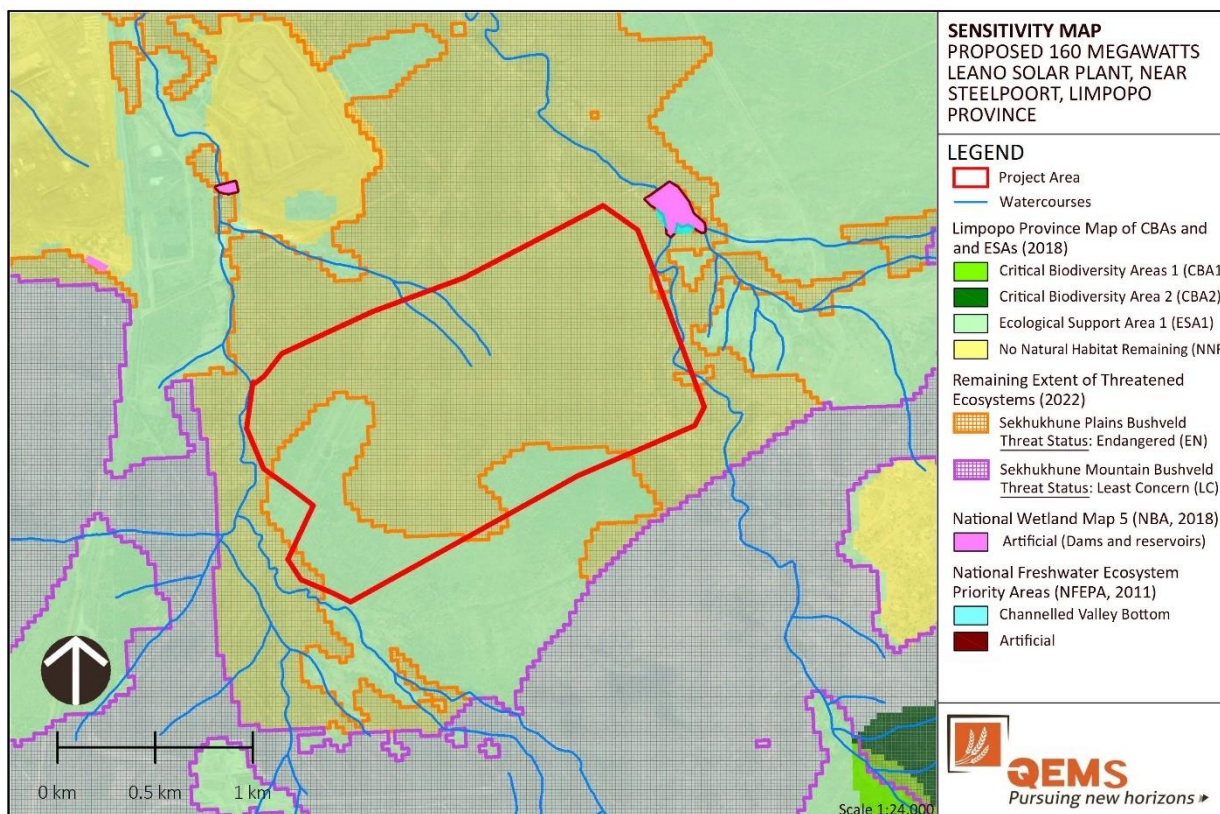 SENSITIVITY MAP
PROPOSED 160 MEGAWATTS
LEANO SOLAR PLANT, NEAR
STEELPOORT, LIMPOPO
PROVINCE
LEGEND
Project Area
Watercourses
Limpopo Province Map of CBAs and
and ESAs (2018)
Critical Biodiversity Areas 1 (CBA1
Critical Biodiversity Area 2 (CBA2)
Ecological Support Area 1 (ESA1)
No Natural Habitat Remaining (NNR
Remaining Extent of Threatened
Ecosystems (2022)
Sekhukhune Plains Bushveld
Threat Status: Endangered (EN)
Sekhukhune Mountain Bushveld
Threat Status: Least Concern (LC)
National Wetland Map 5 (NBA, 2018)
Artificial (Dams and reservoirs)
National Freshwater Ecosystem
Priority Areas (NFEPA, 2011)
Channelled Valley Bottom
Artificial
0 km 0.5 km 1 km
Scale 1:24,000
QEMS
Pursuing new horizons